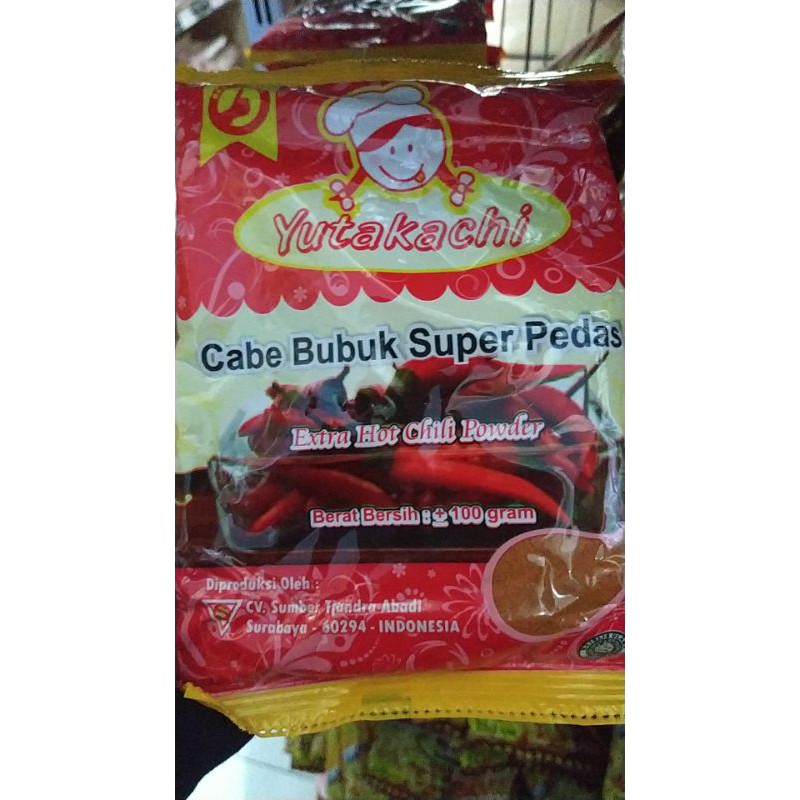 Yutakachi
Cabe Bubuk Super Pedas
Extra Hot Chili Powder
Berat Bersih : ± 100 gram
Diproduksi Oleh :
CV. Sumber Tjandra Abadi
Surabaya - 60294 - INDONESIA